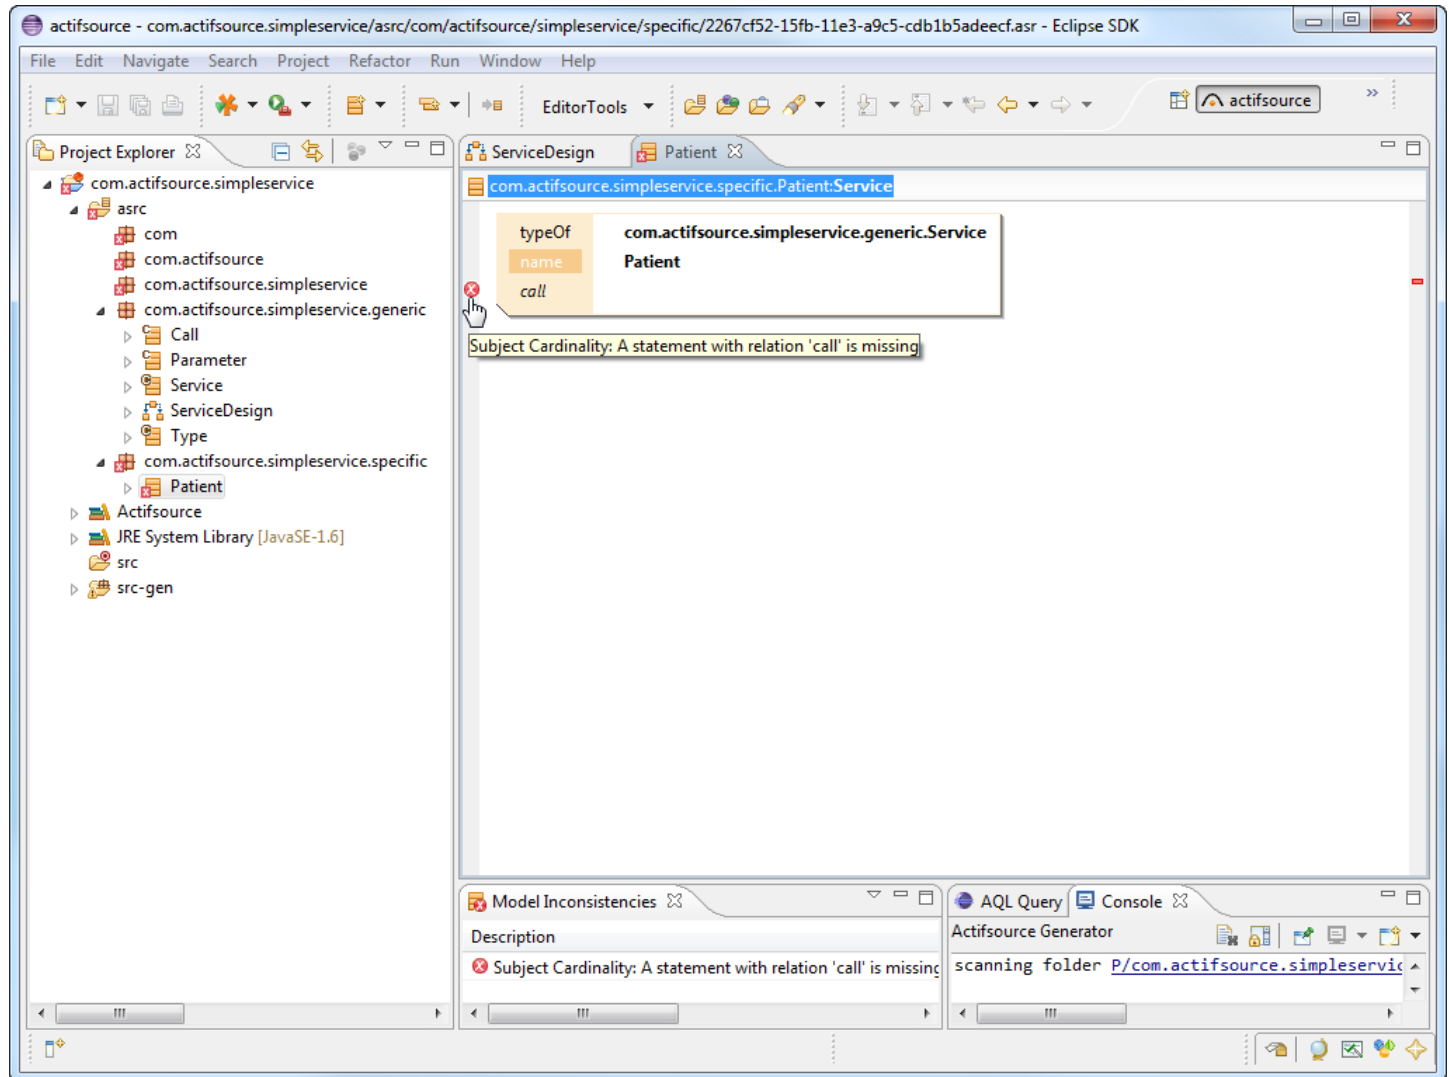 actifsource - com.actifsource.simpleservice/asrc/com/actifsource/simpleservice/specific/2267cf52-15fb-11e3-a9c5-cdb1b5adeecf.asr - Eclipse SDK
File Edit Navigate Search Project Refactor Run Window Help
EditorTools
actifsource
Project Explorer
com.actifsource.simpleservice
asrc
com
com.actifsource
com.actifsource.simpleservice
com.actifsource.simpleservice.generic
Call
Parameter
Service
ServiceDesign
Type
com.actifsource.simpleservice.specific
Patient
Actifsource
JRE System Library [JavaSE-1.6]
src
src-gen
ServiceDesign Patient
com.actifsource.simpleservice.specific.Patient:Service
typeOf com.actifsource.simpleservice.generic.Service
name Patient
call
Subject Cardinality: A statement with relation 'call' is missing
Model Inconsistencies
Description
Subject Cardinality: A statement with relation 'call' is missing
AQL Query Console
Actifsource Generator
scanning folder P/com.actifsource.simpleservic